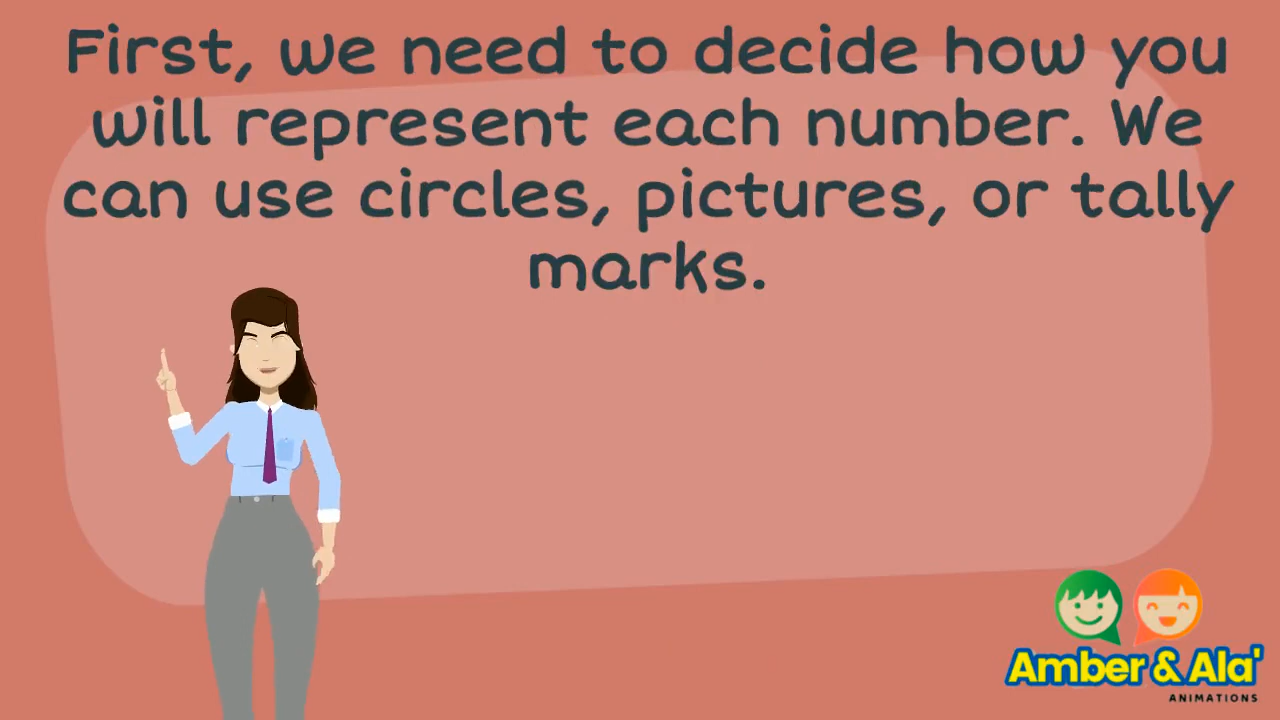 First, we need to decide how you
will represent each number. We
can use circles, pictures, or tally
marks.
Amber & Ala'
ANIMATIONS